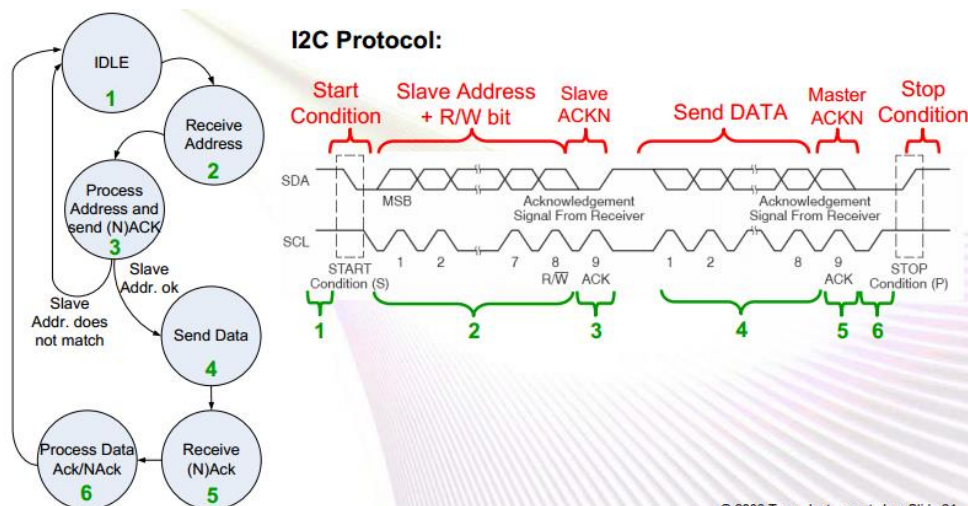 I2C Protocol:
IDLE
1
Receive
Address
2
Process
Address and
send (N)ACK
3
Slave
Addr. ok
Slave
Addr. does
not match
Send Data
4
Receive
(N)Ack
5
Process Data
Ack/NAck
6
Start
Condition
Slave Address
+ R/W bit
Slave
ACKN
Send DATA
Master
ACKN
Stop
Condition
SDA
MSB
Acknowledgement
Signal From Receiver
Acknowledgement
Signal From Receiver
SCL
1 2 7 8 9 1 2 8 9
START
Condition (S)
R/W̅
ACK
ACK
STOP
Condition (P)
1 2 3 4 5 6